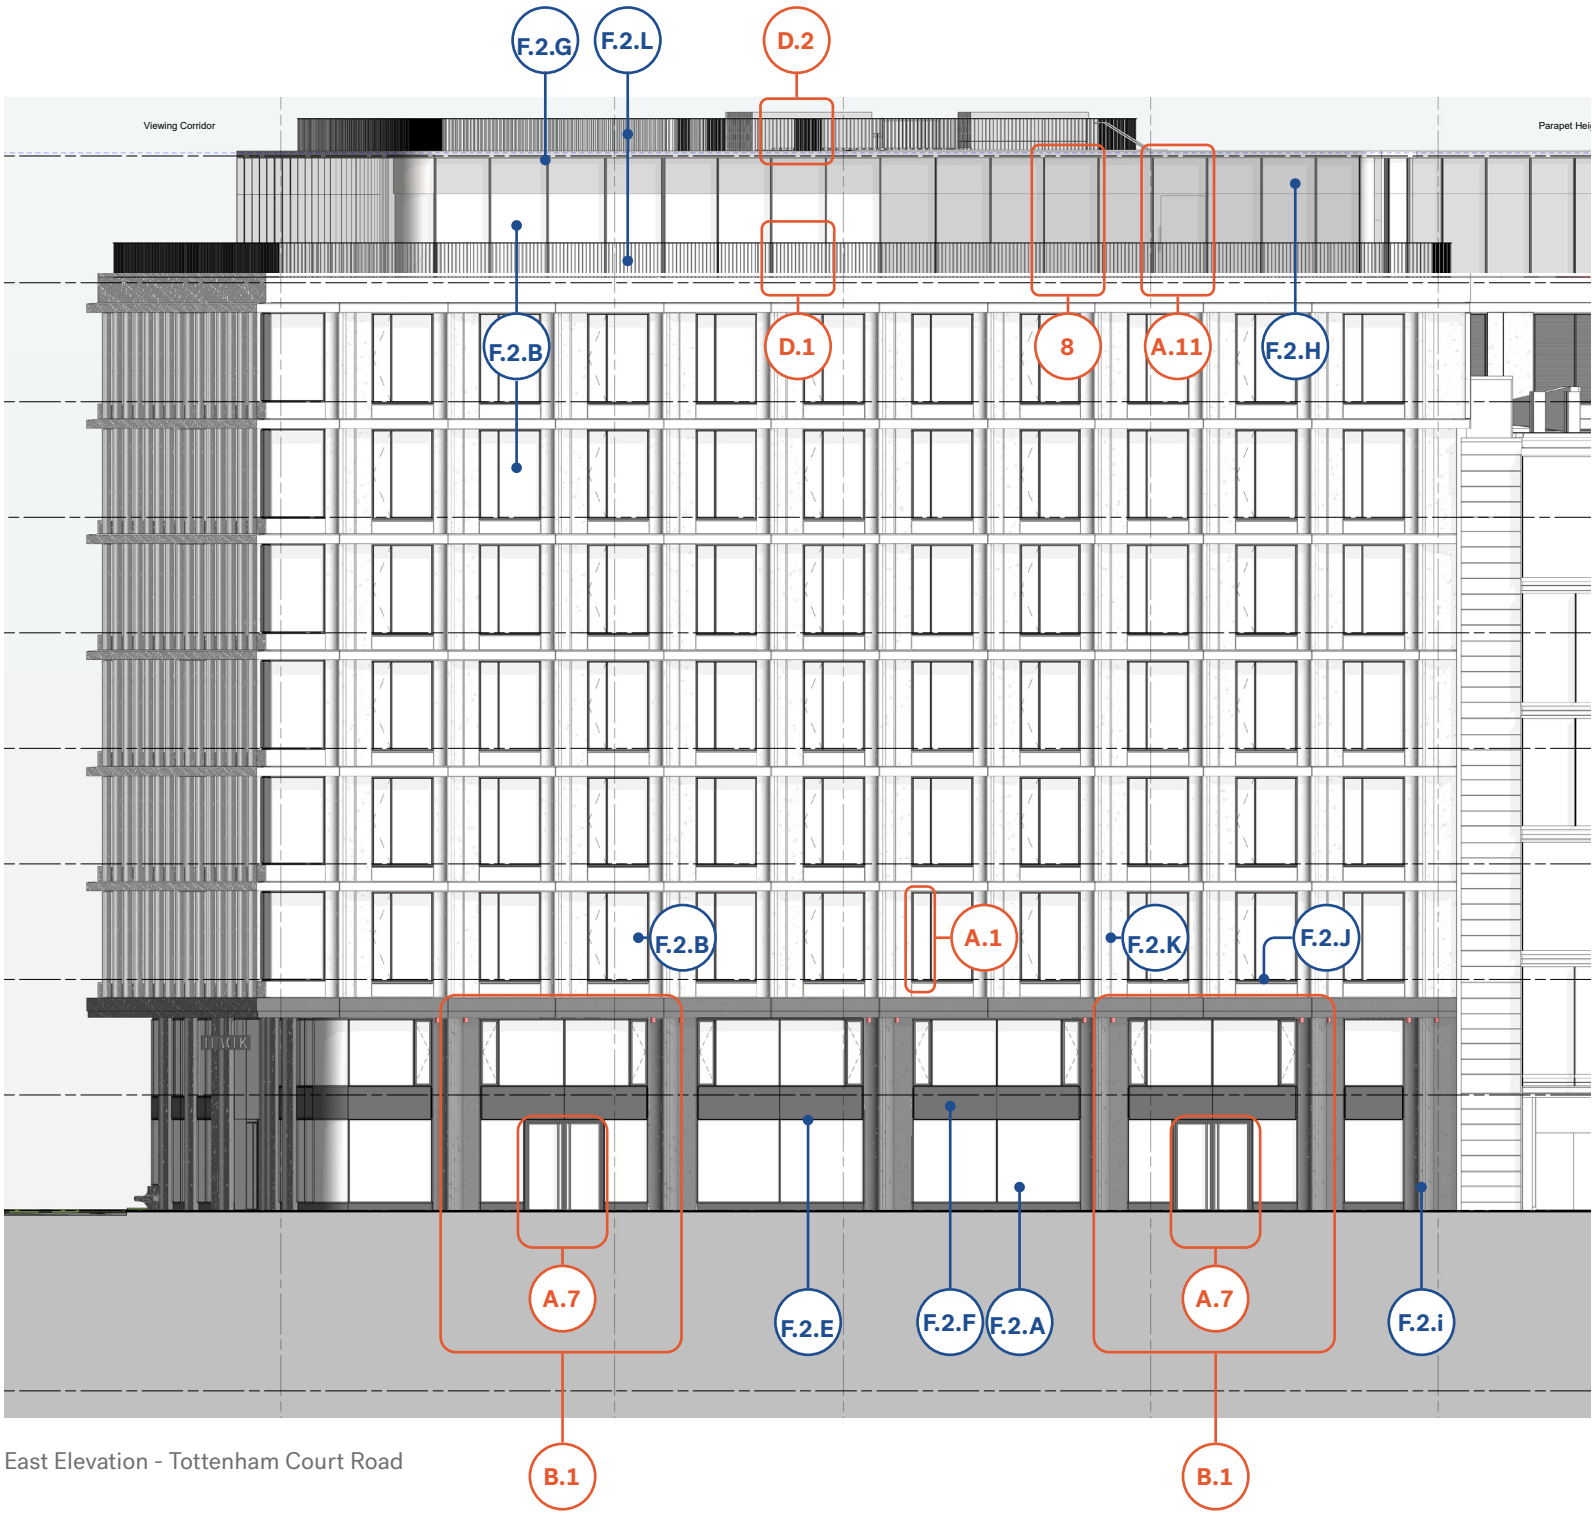 F.2.G
F.2.L
D.2
Viewing Corridor
F.2.B
D.1
8
A.11
F.2.H
F.2.B
A.1
F.2.K
F.2.J
A.7
F.2.E
F.2.F
F.2.A
A.7
F.2.i
East Elevation - Tottenham Court Road
B.1
B.1
Parapet